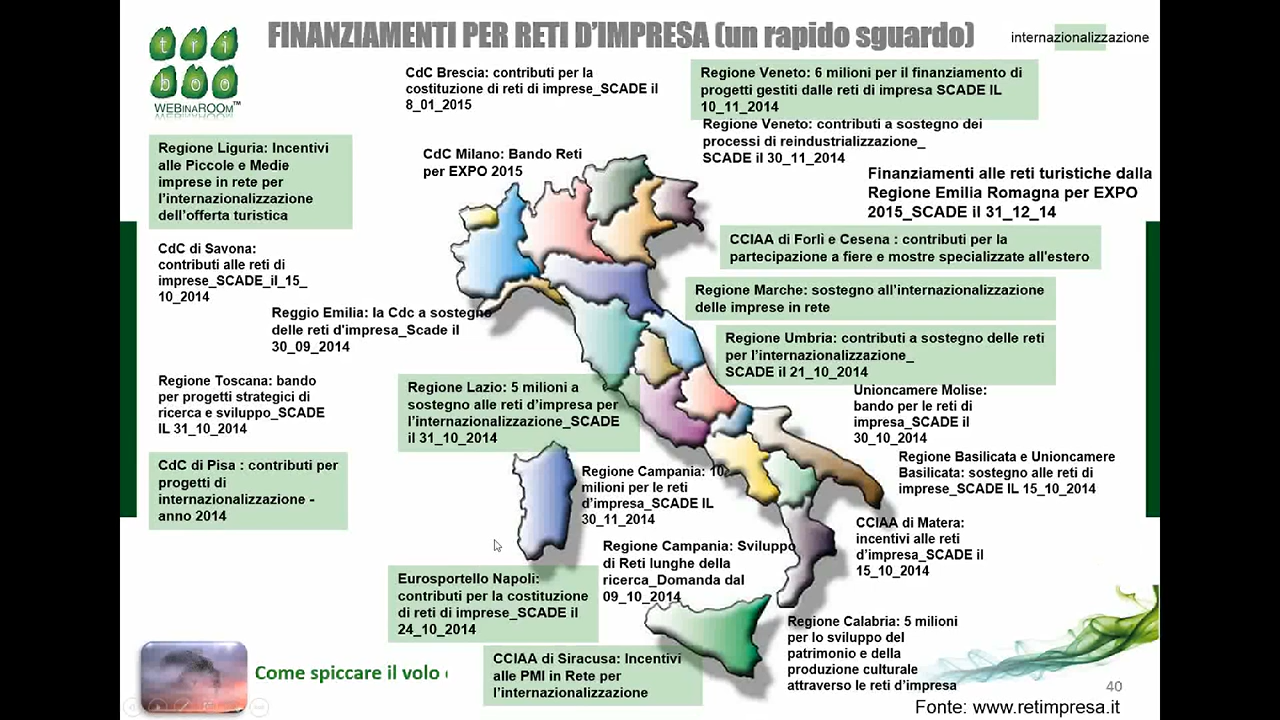 FINANZIAMENTI PER RETI D'IMPRESA (un rapido sguardo)
internazionalizzazione
tri
boo
WEBINAROOM™
CdC Brescia: contributi per la
costituzione di reti di imprese_SCADE il
8_01_2015
Regione Veneto: 6 milioni per il finanziamento di
progetti gestiti dalle reti di impresa SCADE IL
10_11_2014
Regione Veneto: contributi a sostegno dei
processi di reindustrializzazione_
SCADE il 30_11_2014
Regione Liguria: Incentivi
alle Piccole e Medie
imprese in rete per
l'internazionalizzazione
dell'offerta turistica
CdC Milano: Bando Reti
per EXPO 2015
Finanziamenti alle reti turistiche dalla
Regione Emilia Romagna per EXPO
2015_SCADE il 31_12_14
CCIAA di Forlì e Cesena : contributi per la
partecipazione a fiere e mostre specializzate all'estero
CdC di Savona:
contributi alle reti di
imprese_SCADE_il_15_
10_2014
Regione Marche: sostegno all'internazionalizzazione
delle imprese in rete
Reggio Emilia: la Cdc a sostegno
delle reti d'impresa_Scade il
30_09_2014
Regione Umbria: contributi a sostegno delle reti
per l'internazionalizzazione_
SCADE il 21_10_2014
Regione Toscana: bando
per progetti strategici di
ricerca e sviluppo_SCADE
IL 31_10_2014
Regione Lazio: 5 milioni a
sostegno alle reti d'impresa per
l'internazionalizzazione_SCADE
il 31_10_2014
Unioncamere Molise:
bando per le reti di
impresa_SCADE il
30_10_2014
CdC di Pisa : contributi per
progetti di
internazionalizzazione -
anno 2014
Regione Campania: 10
milioni per le reti
d'impresa_SCADE IL
30_11_2014
Regione Basilicata e Unioncamere
Basilicata: sostegno alle reti di
imprese_SCADE IL 15_10_2014
CCIAA di Matera:
incentivi alle reti
d'impresa_SCADE il
15_10_2014
Regione Campania: Sviluppo
di Reti lunghe della
ricerca_Domanda dal
09_10_2014
Eurosportello Napoli:
contributi per la costituzione
di reti di imprese_SCADE il
24_10_2014
Regione Calabria: 5 milioni
per lo sviluppo del
patrimonio e della
produzione culturale
attraverso le reti d'impresa
CCIAA di Siracusa: Incentivi
alle PMI in Rete per
l'internazionalizzazione
Come spiccare il volo
40
Fonte: www.retimpresa.it